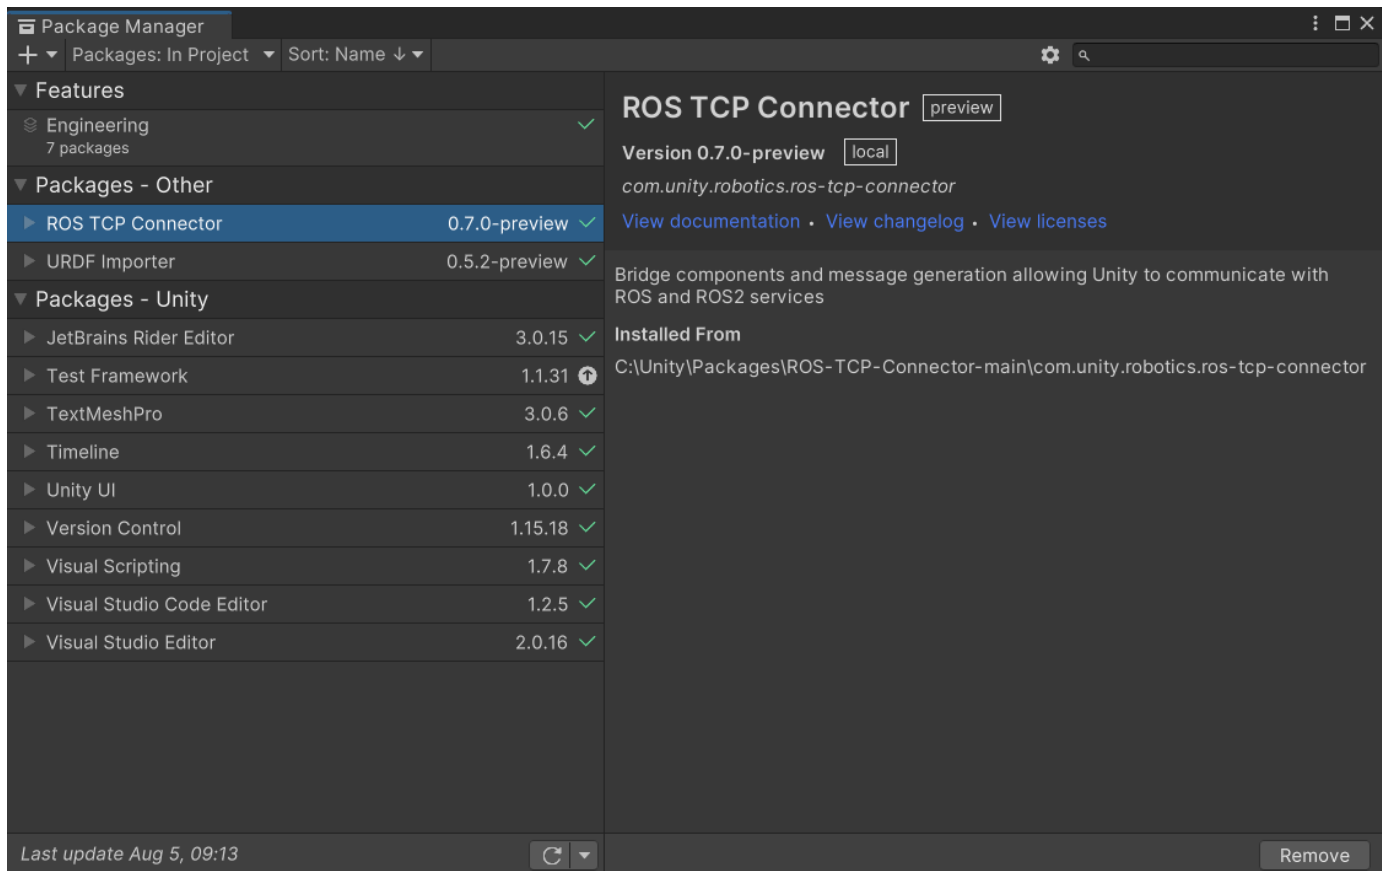 Package Manager
Packages: In Project
Sort: Name ↓
Features
Engineering
7 packages
Packages - Other
ROS TCP Connector 0.7.0-preview
URDF Importer 0.5.2-preview
Packages - Unity
JetBrains Rider Editor 3.0.15
Test Framework 1.1.31
TextMeshPro 3.0.6
Timeline 1.6.4
Unity UI 1.0.0
Version Control 1.15.18
Visual Scripting 1.7.8
Visual Studio Code Editor 1.2.5
Visual Studio Editor 2.0.16
Last update Aug 5, 09:13
ROS TCP Connector preview
Version 0.7.0-preview local
com.unity.robotics.ros-tcp-connector
View documentation • View changelog • View licenses
Bridge components and message generation allowing Unity to communicate with
ROS and ROS2 services
Installed From
C:\Unity\Packages\ROS-TCP-Connector-main\com.unity.robotics.ros-tcp-connector
Remove